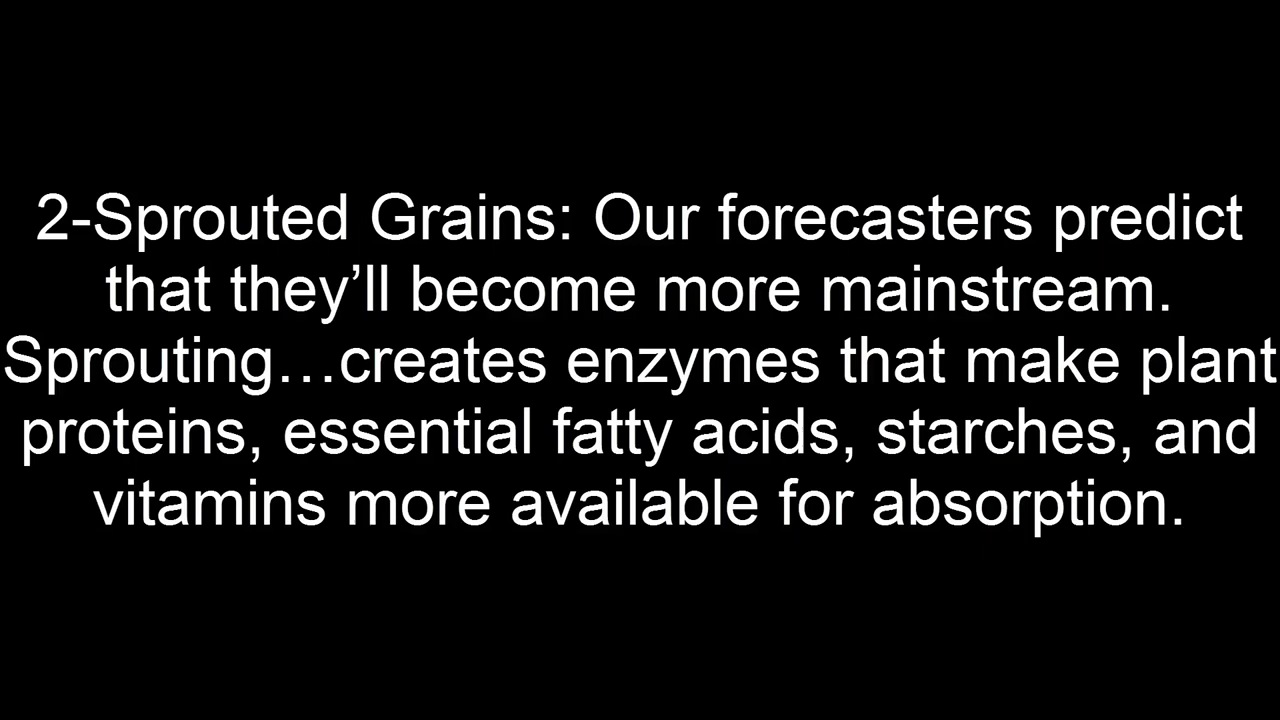 2-Sprouted Grains: Our forecasters predict
that they’ll become more mainstream.
Sprouting…creates enzymes that make plant
proteins, essential fatty acids, starches, and
vitamins more available for absorption.